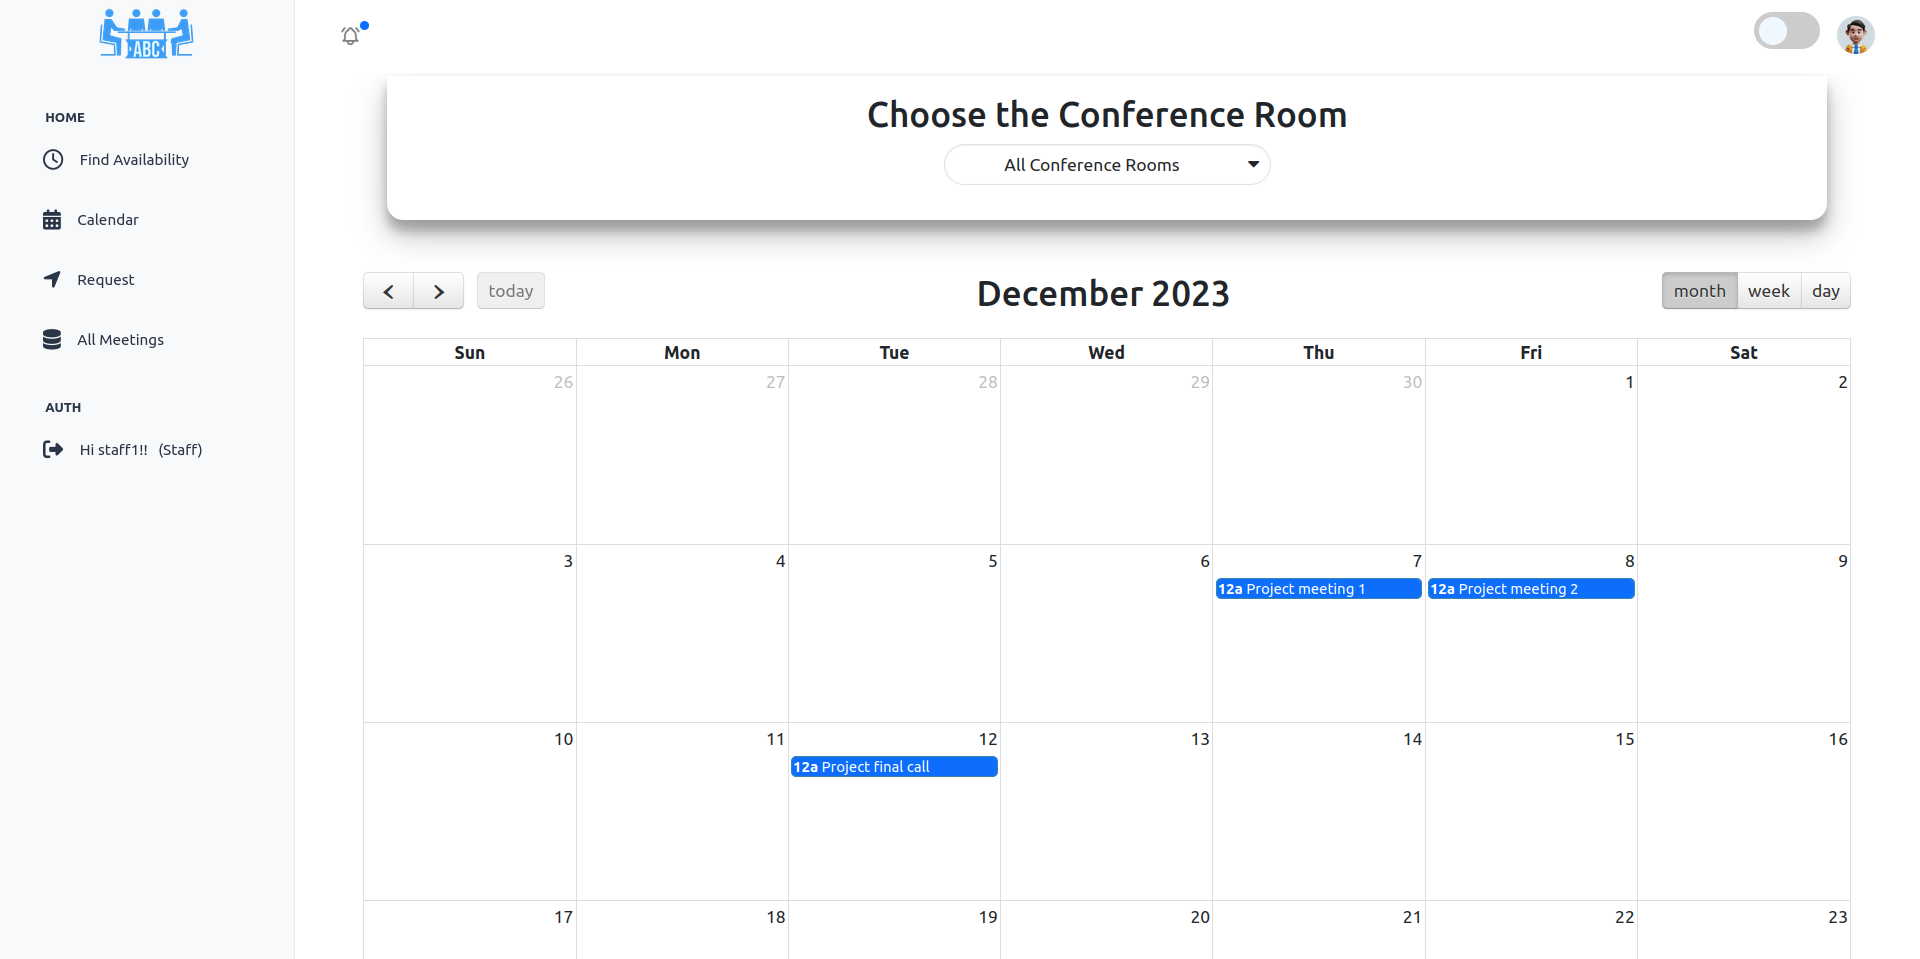 ABC
HOME
Find Availability
Calendar
Request
All Meetings
AUTH
Hi staff1!! (Staff)
Choose the Conference Room
All Conference Rooms
today
December 2023
month week day
Sun Mon Tue Wed Thu Fri Sat
26 27 28 29 30 1 2
3 4 5 6 7 8 9
12a Project meeting 1 12a Project meeting 2
10 11 12 13 14 15 16
12a Project final call
17 18 19 20 21 22 23